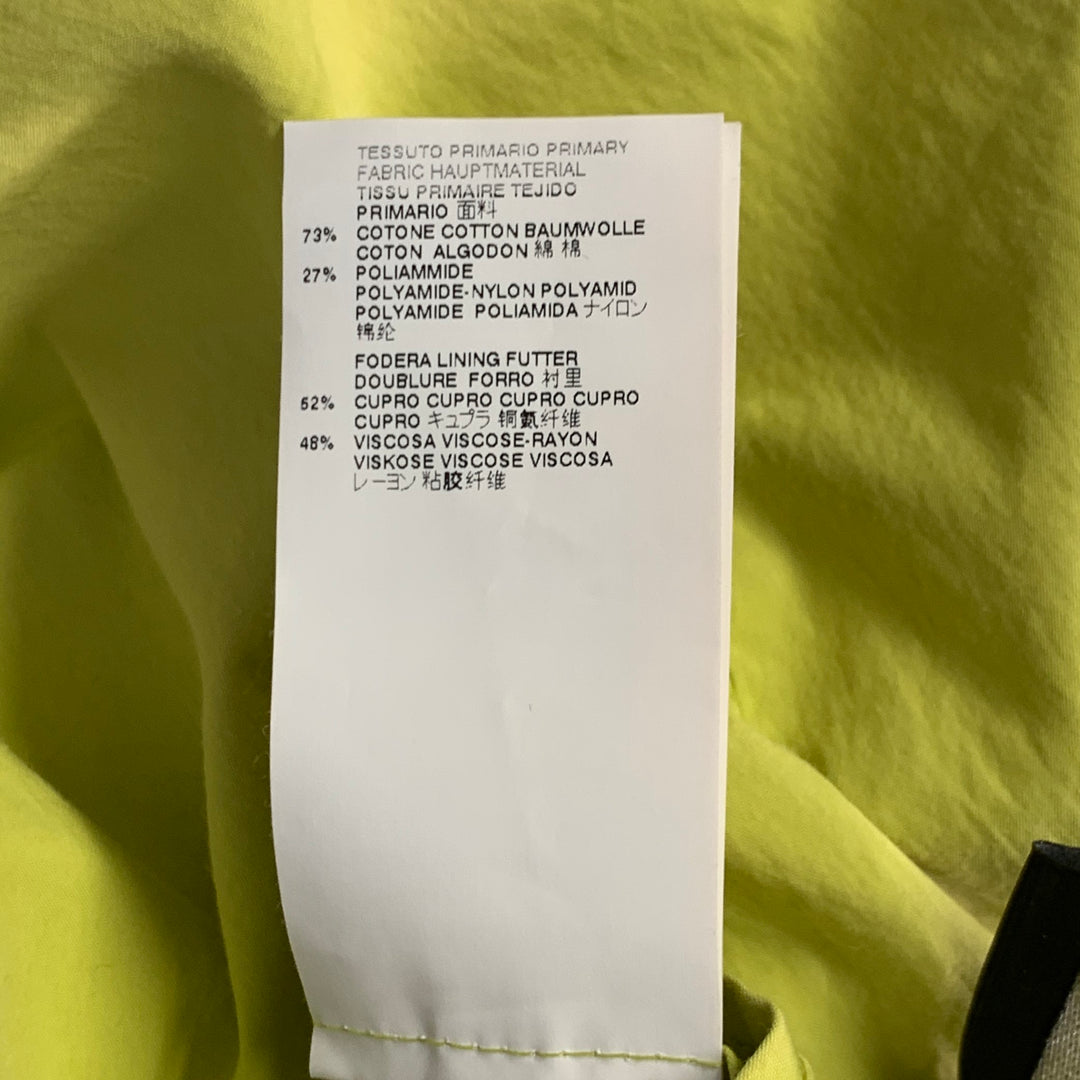 TESSUTO PRIMARIO PRIMARY
FABRIC HAUPTMATERIAL
TISSU PRIMAIRE TEJIDO
PRIMARIO 面料
73% COTONE COTTON BAUMWOLLE
COTON ALGODON 綿 棉
27% POLIAMMIDE
POLYAMIDE-NYLON POLYAMID
POLYAMIDE POLIAMIDA ナイロン
锦纶
FODERA LINING FUTTER
DOUBLURE FORRO 衬里
52% CUPRO CUPRO CUPRO CUPRO
CUPRO キュプラ 铜氨纤维
48% VISCOSA VISCOSE-RAYON
VISKOSE VISCOSE VISCOSA
レーヨン 粘胶纤维